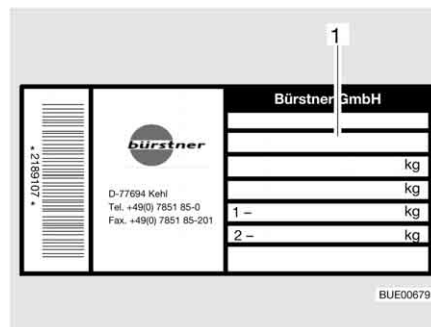 1
Bürstner GmbH
* 2189107 *
bürstner
D-77694 Kehl
Tel. +49(0) 7851 85-0
Fax. +49(0) 7851 85-201
kg
kg
1 – kg
2 – kg
BUE00679